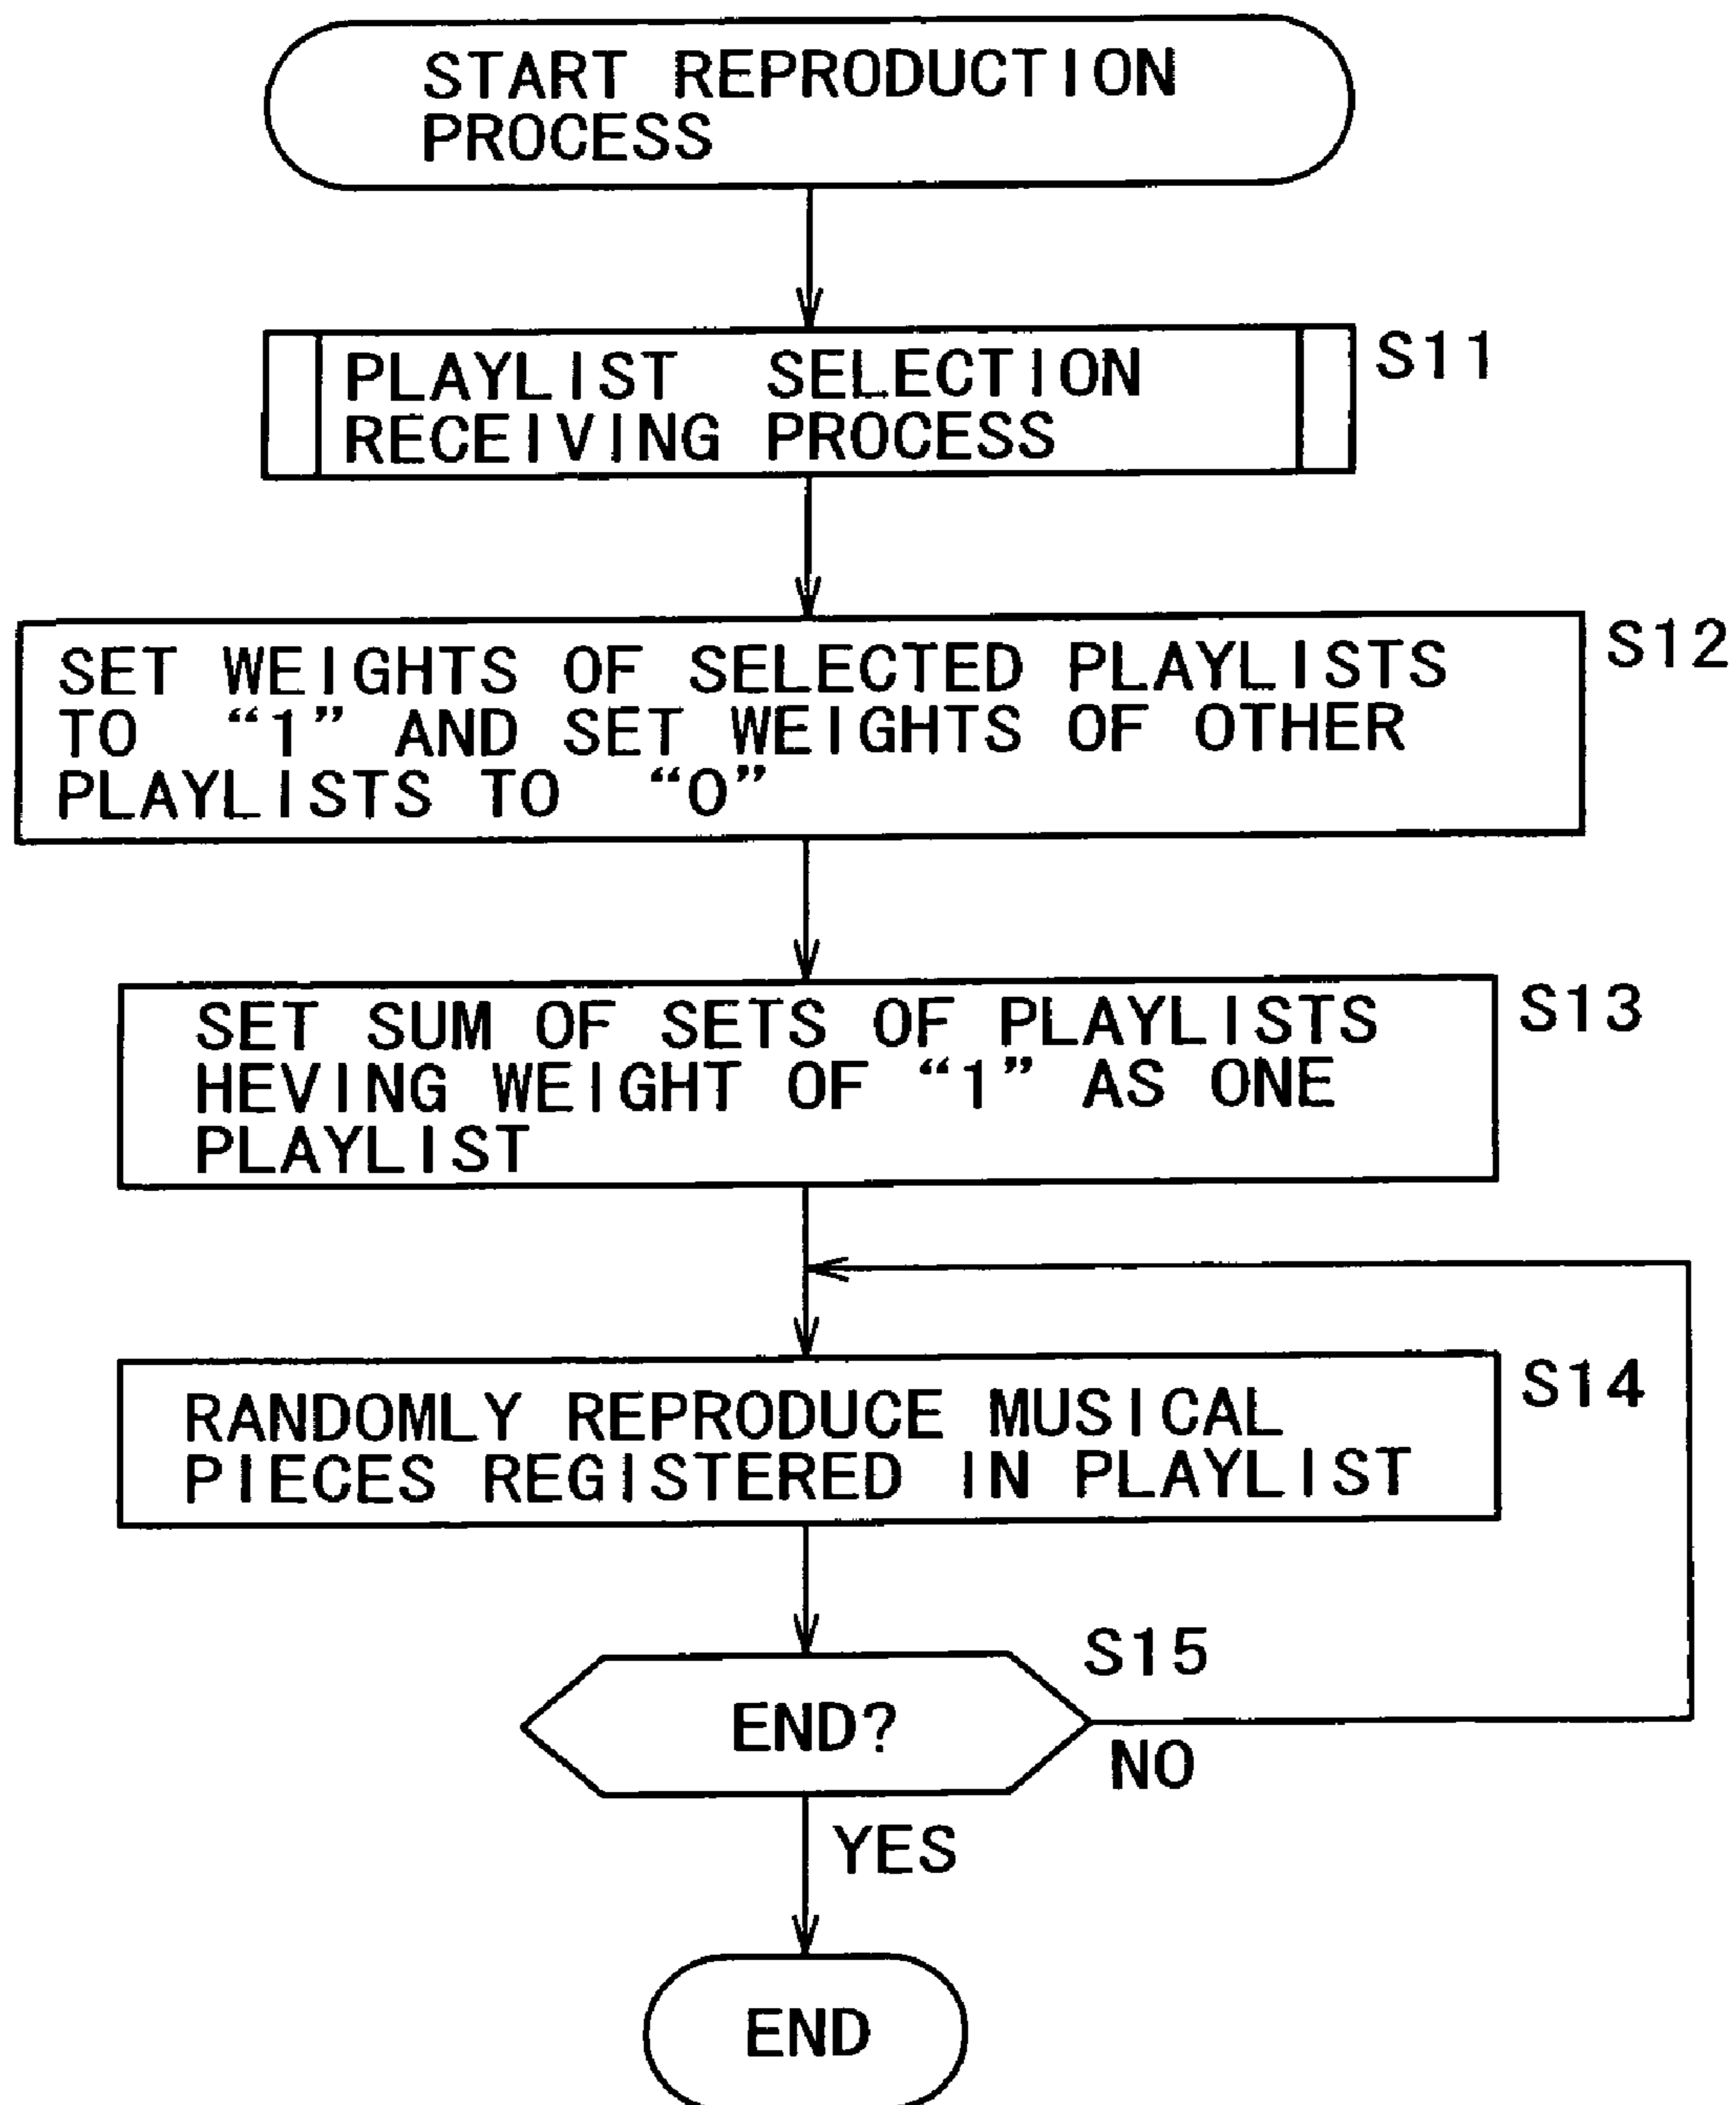 START REPRODUCTION
PROCESS
PLAYLIST SELECTION
RECEIVING PROCESS
S11
SET WEIGHTS OF SELECTED PLAYLISTS
TO “1” AND SET WEIGHTS OF OTHER
PLAYLISTS TO “0”
S12
SET SUM OF SETS OF PLAYLISTS
HEVING WEIGHT OF “1” AS ONE
PLAYLIST
S13
RANDOMLY REPRODUCE MUSICAL
PIECES REGISTERED IN PLAYLIST
S14
S15
END?
NO
YES
END